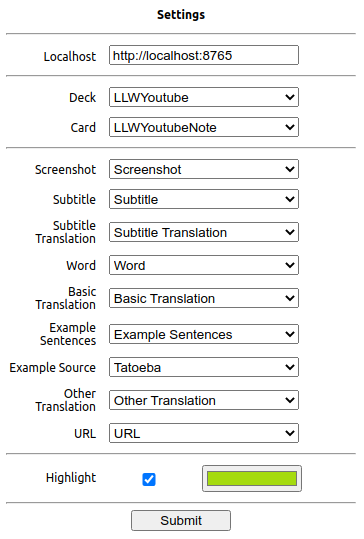 Settings
Localhost http://localhost:8765
Deck LLWYoutube
Card LLWYoutubeNote
Screenshot Screenshot
Subtitle Subtitle
Subtitle
Translation Subtitle Translation
Word Word
Basic
Translation Basic Translation
Example
Sentences Example Sentences
Example Source Tatoeba
Other
Translation Other Translation
URL URL
Highlight
Submit